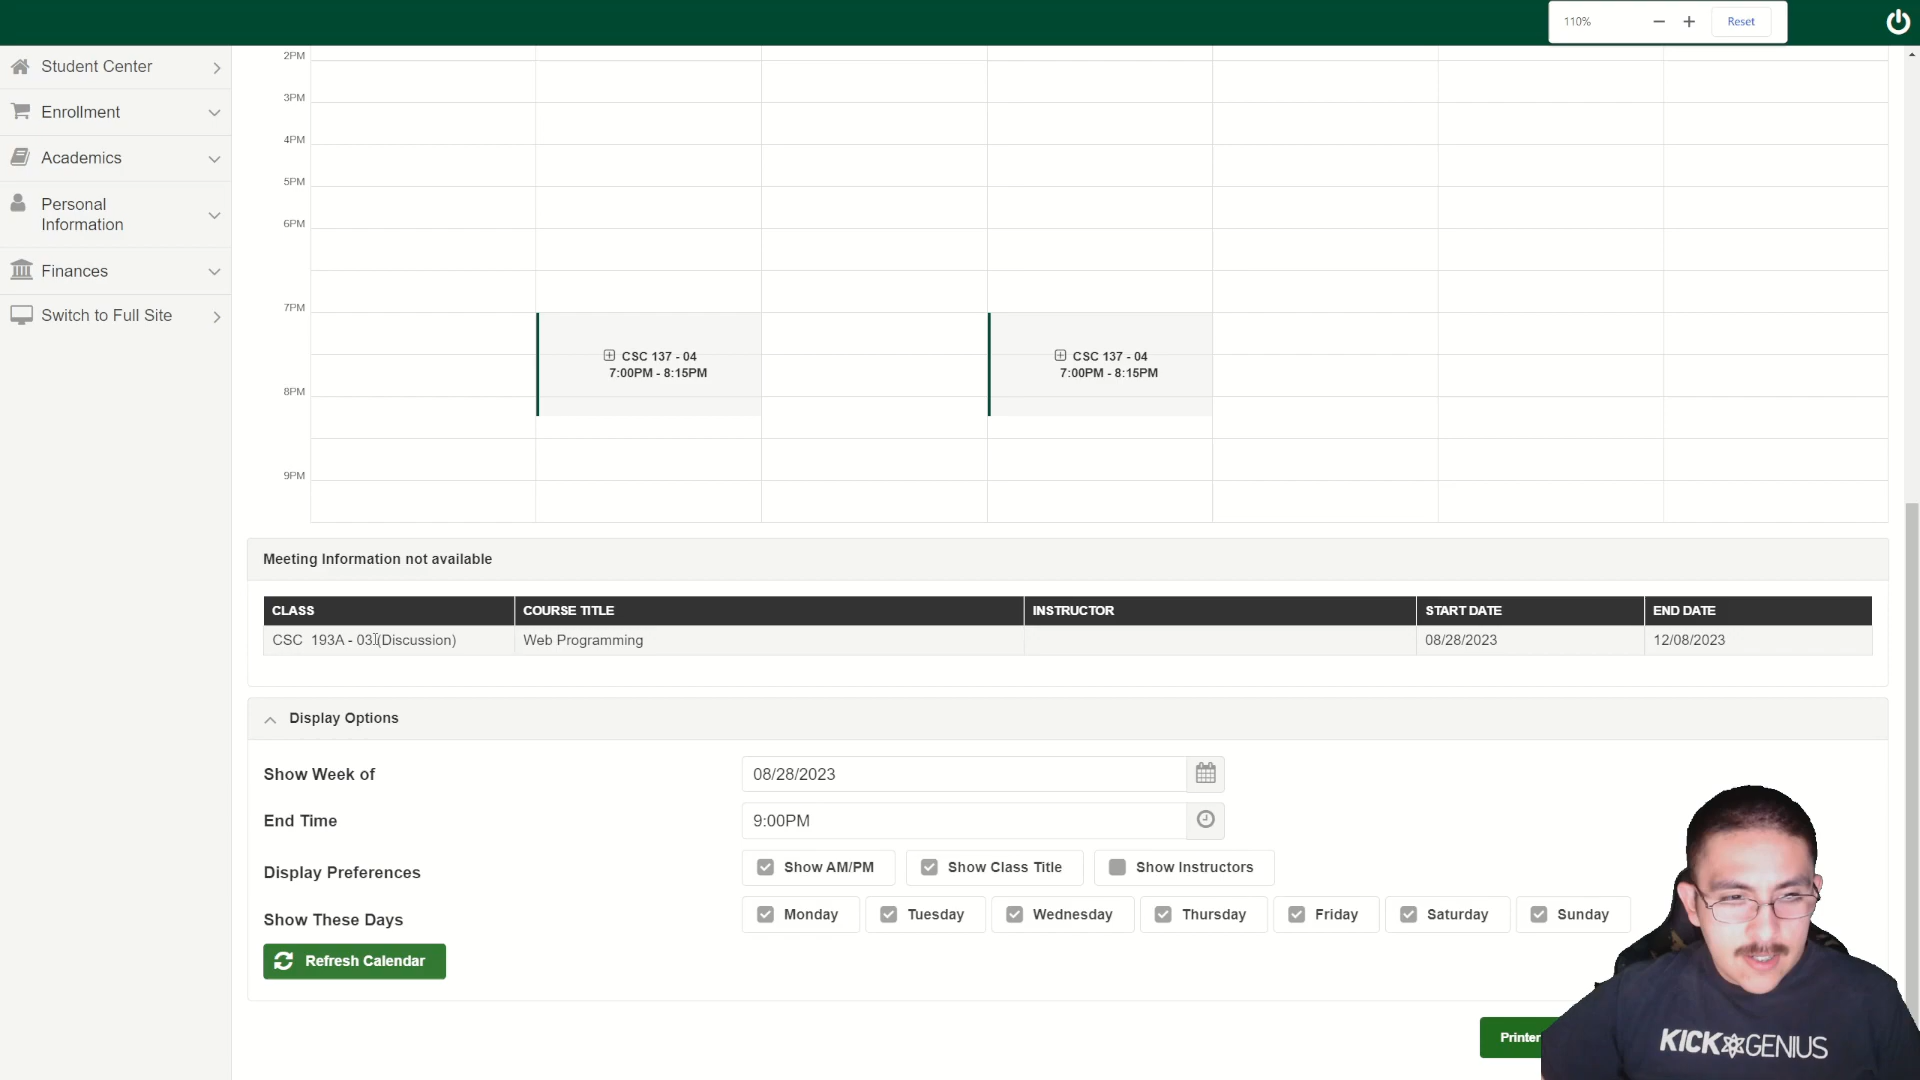 110% − + Reset
Student Center
Enrollment
Academics
Personal
Information
Finances
Switch to Full Site
2PM
3PM
4PM
5PM
6PM
7PM
CSC 137 - 04
7:00PM - 8:15PM
CSC 137 - 04
7:00PM - 8:15PM
8PM
9PM
Meeting Information not available
CLASS COURSE TITLE INSTRUCTOR START DATE END DATE
CSC 193A - 03 (Discussion) Web Programming 08/28/2023 12/08/2023
Display Options
Show Week of 08/28/2023
End Time 9:00PM
Display Preferences Show AM/PM Show Class Title Show Instructors
Show These Days Monday Tuesday Wednesday Thursday Friday Saturday Sunday
Refresh Calendar
Printer
KICK GENIUS